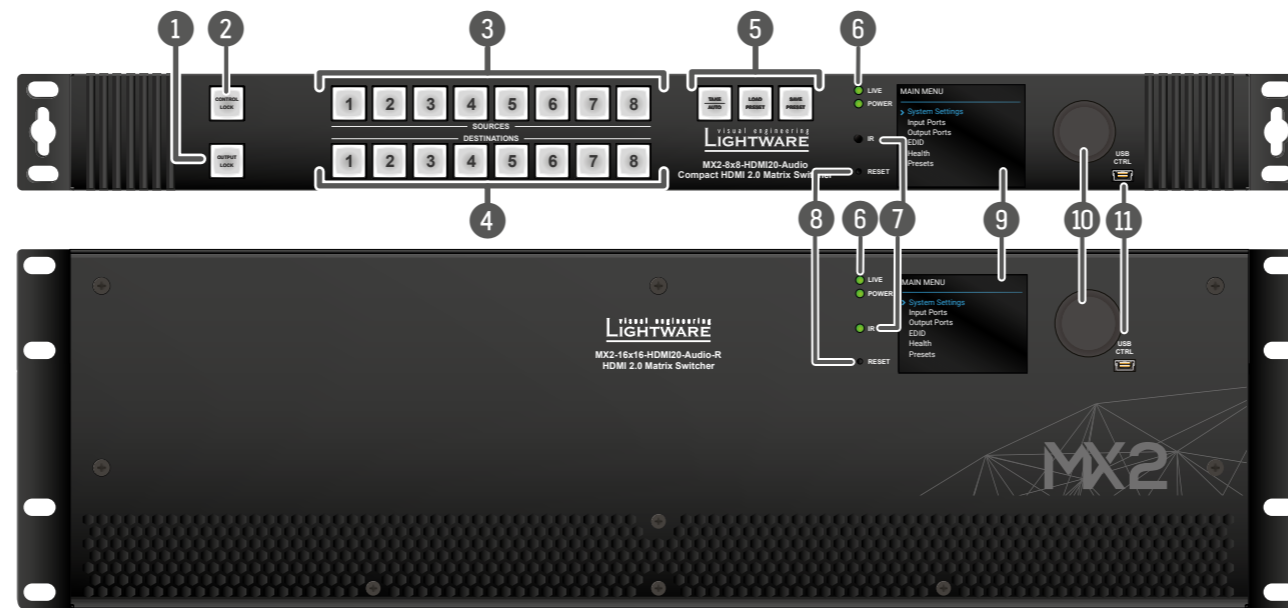 1 2 3 5 6
CONTROL LOCK
1 2 3 4 5 6 7 8
TAKE AUTO
LOAD PRESET
SAVE PRESET
LIVE
POWER
MAIN MENU
System Settings
Input Ports
Output Ports
EDID
Health
Presets
SOURCES
DESTINATIONS
visual engineering
LIGHTWARE
IR
OUTPUT LOCK
1 2 3 4 5 6 7 8
MX2-8x8-HDMI20-Audio
Compact HDMI 2.0 Matrix Switcher
RESET
USB
CTRL
4 8 6 7 9 10 11
LIVE
POWER
MAIN MENU
System Settings
Input Ports
Output Ports
EDID
Health
Presets
visual engineering
LIGHTWARE
IR
MX2-16x16-HDMI20-Audio-R
HDMI 2.0 Matrix Switcher
RESET
USB
CTRL
MX2